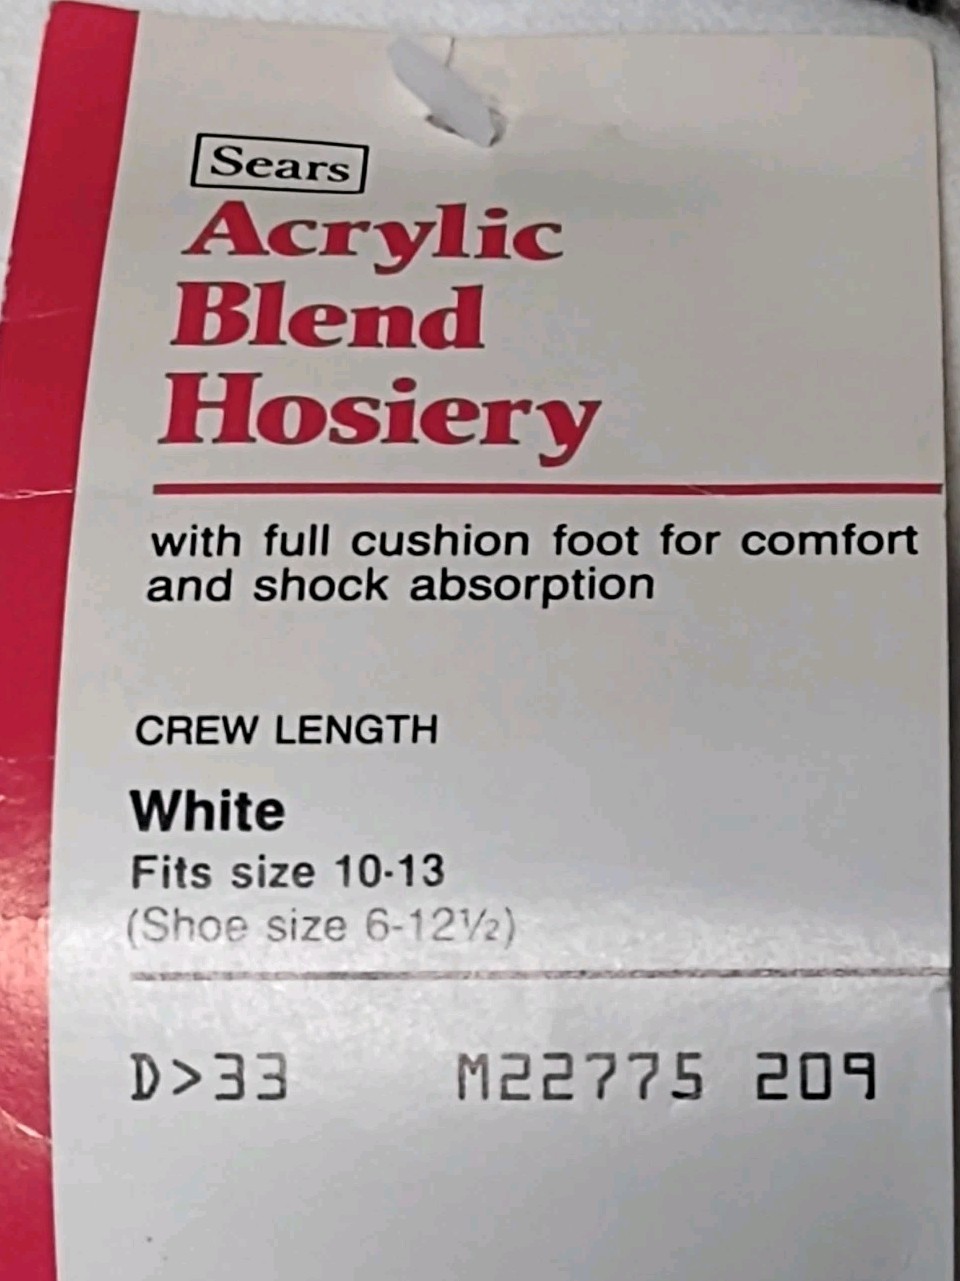 Sears
Acrylic
Blend
Hosiery
with full cushion foot for comfort
and shock absorption
CREW LENGTH
White
Fits size 10-13
(Shoe size 6-12½)
D>33 M22775 209